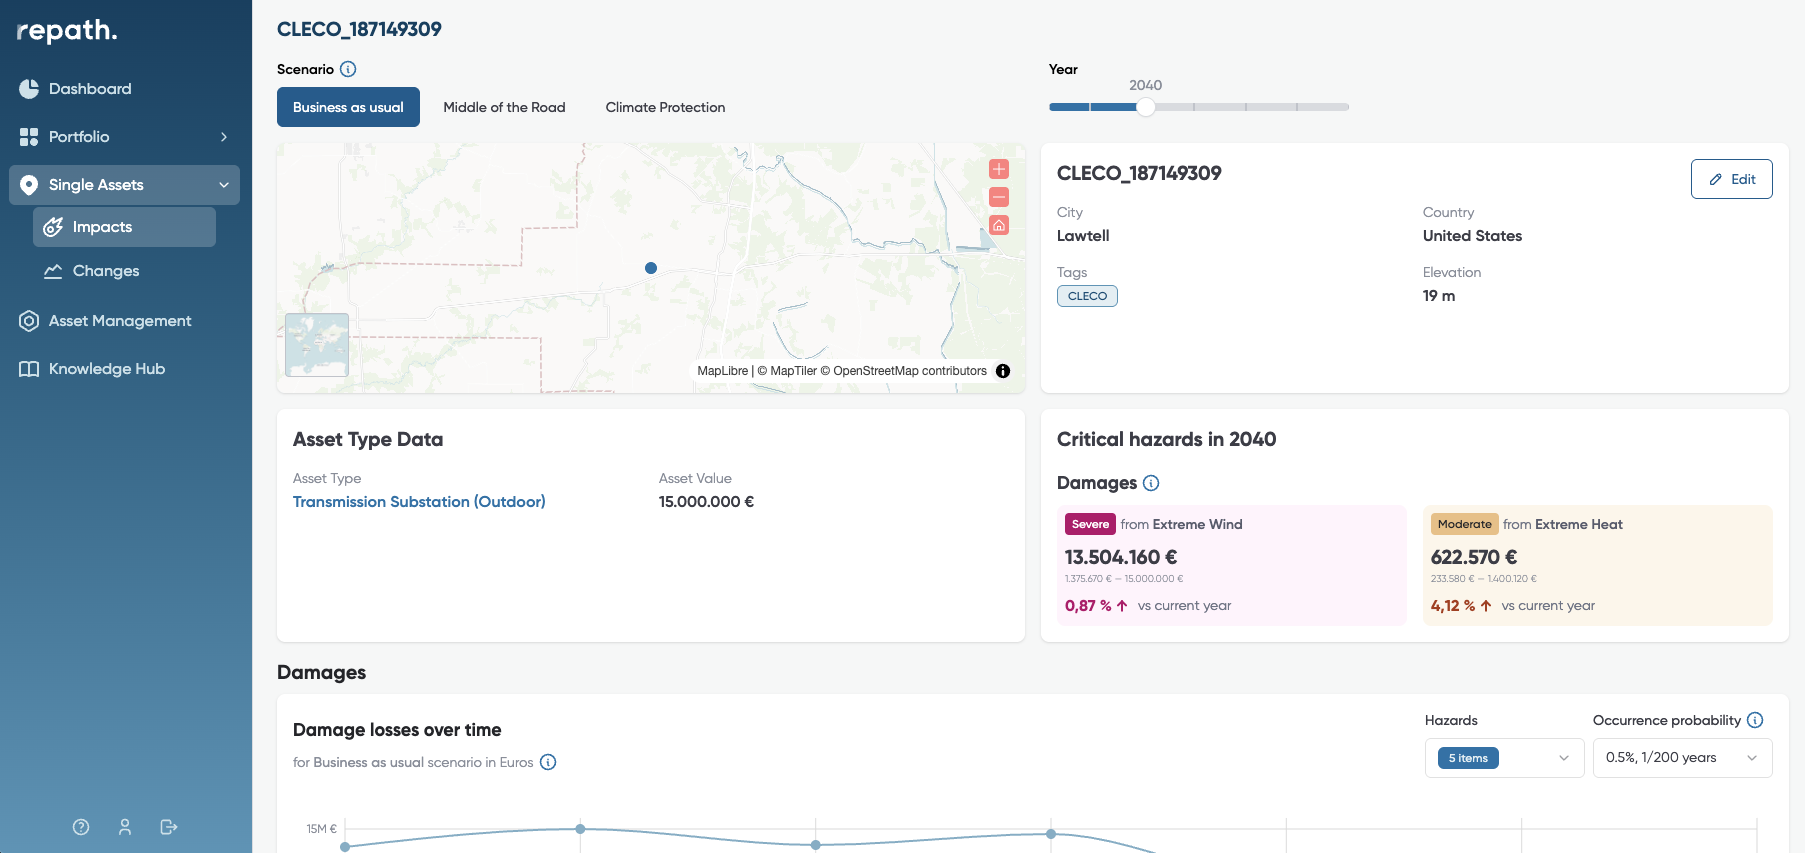 repath.
Dashboard
Portfolio
Single Assets
Impacts
Changes
Asset Management
Knowledge Hub
CLECO_187149309
Scenario
Business as usual
Middle of the Road
Climate Protection
Year
2040
MapLibre | © MapTiler © OpenStreetMap contributors
CLECO_187149309
Edit
City
Lawtell
Country
United States
Tags
CLECO
Elevation
19 m
Asset Type Data
Asset Type
Transmission Substation (Outdoor)
Asset Value
15.000.000 €
Critical hazards in 2040
Damages
Severe from Extreme Wind
13.504.160 €
1.375.670 € – 15.000.000 €
0,87 % ↑ vs current year
Moderate from Extreme Heat
622.570 €
233.580 € – 1.400.120 €
4,12 % ↑ vs current year
Damages
Damage losses over time
for Business as usual scenario in Euros
Hazards
5 items
Occurrence probability
0.5%, 1/200 years
15M €